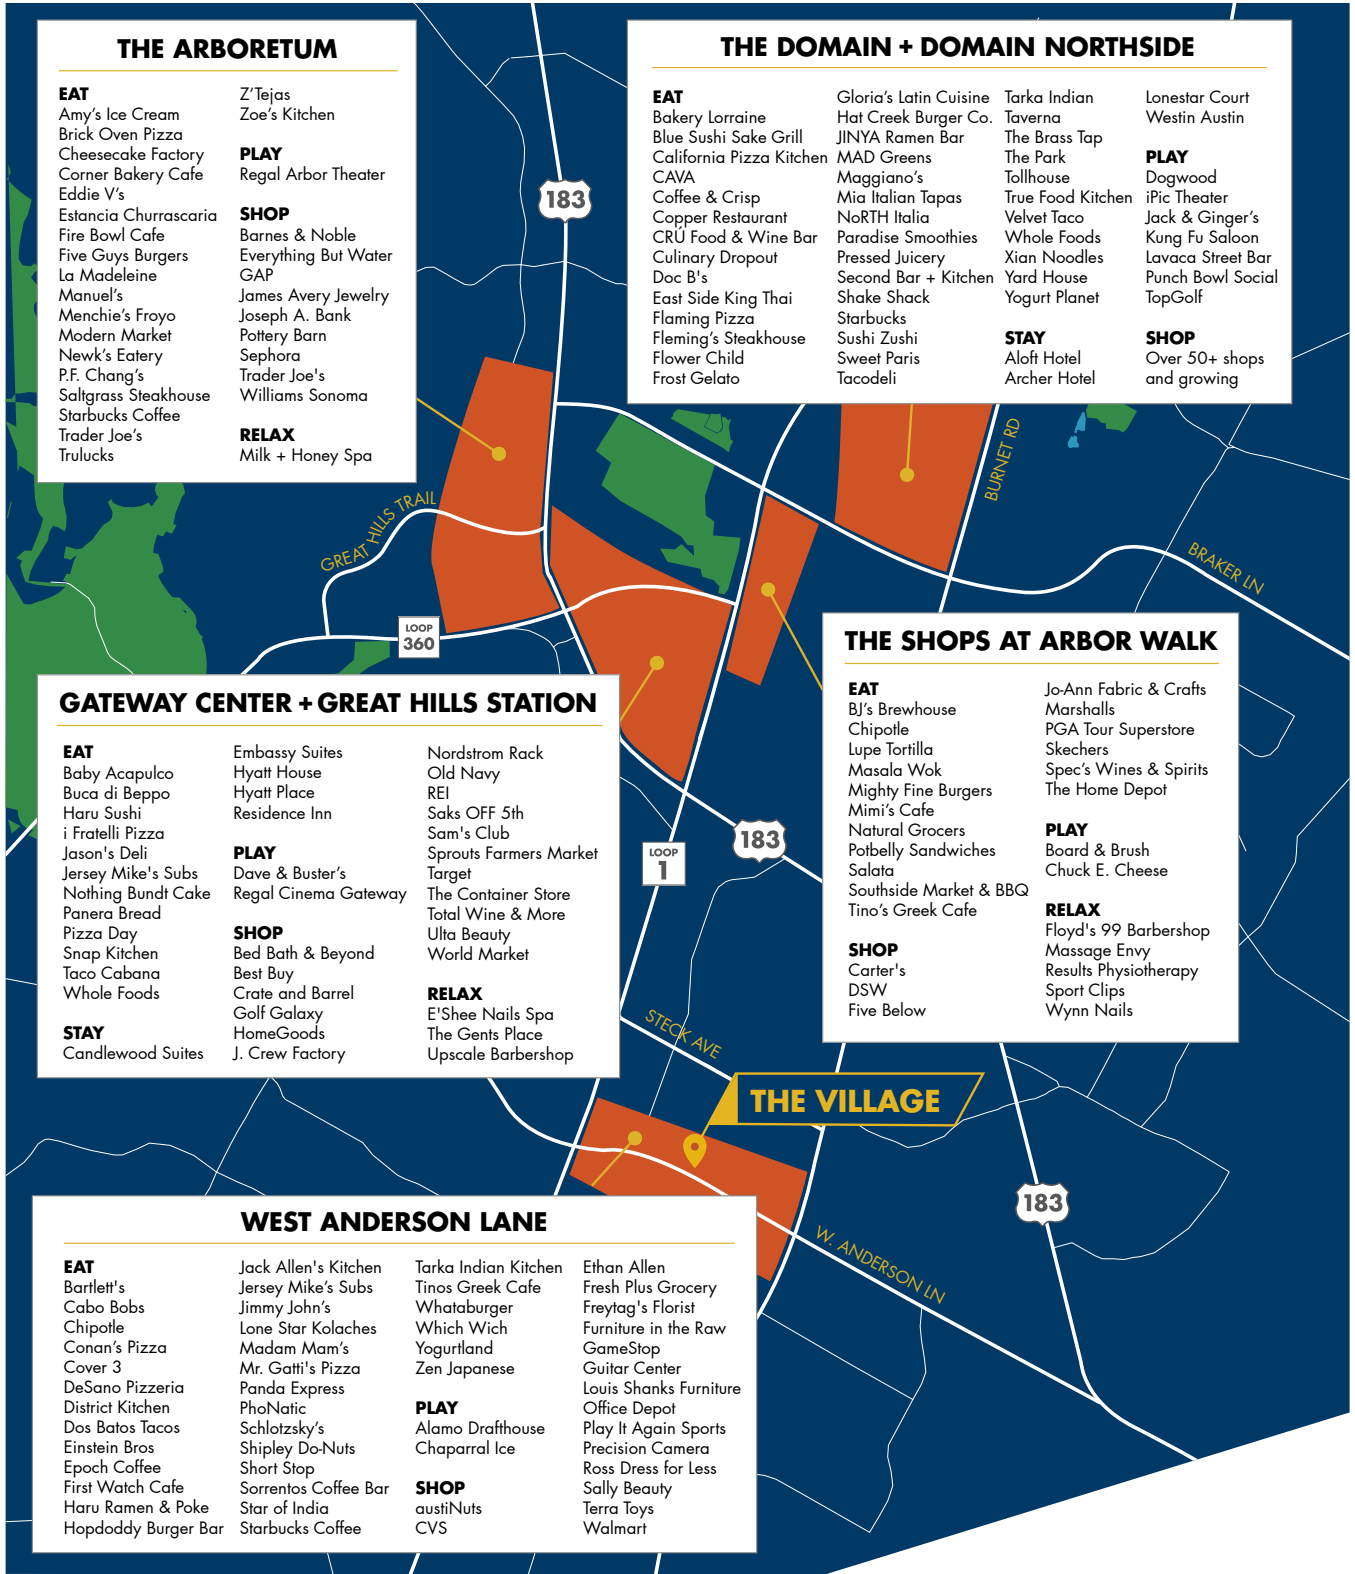 THE ARBORETUM
EAT
Amy's Ice Cream
Brick Oven Pizza
Cheesecake Factory
Corner Bakery Cafe
Eddie V's
Estancia Churrascaria
Fire Bowl Cafe
Five Guys Burgers
La Madeleine
Manuel's
Menchie's Froyo
Modern Market
Newk's Eatery
P.F. Chang's
Saltgrass Steakhouse
Starbucks Coffee
Trader Joe's
Trulucks
Z'Tejas
Zoe's Kitchen
PLAY
Regal Arbor Theater
SHOP
Barnes & Noble
Everything But Water
GAP
James Avery Jewelry
Joseph A. Bank
Pottery Barn
Sephora
Trader Joe's
Williams Sonoma
RELAX
Milk + Honey Spa
183
THE DOMAIN + DOMAIN NORTHSIDE
EAT
Bakery Lorraine
Blue Sushi Sake Grill
California Pizza Kitchen
CAVA
Coffee & Crisp
Copper Restaurant
CRÚ Food & Wine Bar
Culinary Dropout
Doc B's
East Side King Thai
Flaming Pizza
Fleming's Steakhouse
Flower Child
Frost Gelato
Gloria's Latin Cuisine
Hat Creek Burger Co.
JINYA Ramen Bar
MAD Greens
Maggiano's
Mia Italian Tapas
NoRTH Italia
Paradise Smoothies
Pressed Juicery
Second Bar + Kitchen
Shake Shack
Starbucks
Sushi Zushi
Sweet Paris
Tacodeli
Tarka Indian
Taverna
The Brass Tap
The Park
Tollhouse
True Food Kitchen
Velvet Taco
Whole Foods
Xian Noodles
Yard House
Yogurt Planet
STAY
Aloft Hotel
Archer Hotel
Lonestar Court
Westin Austin
PLAY
Dogwood
iPic Theater
Jack & Ginger's
Kung Fu Saloon
Lavaca Street Bar
Punch Bowl Social
TopGolf
SHOP
Over 50+ shops
and growing
BURNET RD
GREAT HILLS TRAIL
BRAKER LN
LOOP
360
THE SHOPS AT ARBOR WALK
EAT
BJ's Brewhouse
Chipotle
Lupe Tortilla
Masala Wok
Mighty Fine Burgers
Mimi's Cafe
Natural Grocers
Potbelly Sandwiches
Salata
Southside Market & BBQ
Tino's Greek Cafe
SHOP
Carter's
DSW
Five Below
Jo-Ann Fabric & Crafts
Marshalls
PGA Tour Superstore
Skechers
Spec's Wines & Spirits
The Home Depot
PLAY
Board & Brush
Chuck E. Cheese
RELAX
Floyd's 99 Barbershop
Massage Envy
Results Physiotherapy
Sport Clips
Wynn Nails
GATEWAY CENTER + GREAT HILLS STATION
EAT
Baby Acapulco
Buca di Beppo
Haru Sushi
i Fratelli Pizza
Jason's Deli
Jersey Mike's Subs
Nothing Bundt Cake
Panera Bread
Pizza Day
Snap Kitchen
Taco Cabana
Whole Foods
STAY
Candlewood Suites
Embassy Suites
Hyatt House
Hyatt Place
Residence Inn
PLAY
Dave & Buster's
Regal Cinema Gateway
SHOP
Bed Bath & Beyond
Best Buy
Crate and Barrel
Golf Galaxy
HomeGoods
J. Crew Factory
Nordstrom Rack
Old Navy
REI
Saks OFF 5th
Sam's Club
Sprouts Farmers Market
Target
The Container Store
Total Wine & More
Ulta Beauty
World Market
RELAX
E'Shee Nails Spa
The Gents Place
Upscale Barbershop
183
LOOP
1
STECK AVE
THE VILLAGE
183
W. ANDERSON LN
WEST ANDERSON LANE
EAT
Bartlett's
Cabo Bobs
Chipotle
Conan's Pizza
Cover 3
DeSano Pizzeria
District Kitchen
Dos Batos Tacos
Einstein Bros
Epoch Coffee
First Watch Cafe
Haru Ramen & Poke
Hopdoddy Burger Bar
Jack Allen's Kitchen
Jersey Mike's Subs
Jimmy John's
Lone Star Kolaches
Madam Mam's
Mr. Gatti's Pizza
Panda Express
PhoNatic
Schlotzsky's
Shipley Do-Nuts
Short Stop
Sorrentos Coffee Bar
Star of India
Starbucks Coffee
Tarka Indian Kitchen
Tinos Greek Cafe
Whataburger
Which Wich
Yogurtland
Zen Japanese
PLAY
Alamo Drafthouse
Chaparral Ice
SHOP
austiNuts
CVS
Ethan Allen
Fresh Plus Grocery
Freytag's Florist
Furniture in the Raw
GameStop
Guitar Center
Louis Shanks Furniture
Office Depot
Play It Again Sports
Precision Camera
Ross Dress for Less
Sally Beauty
Terra Toys
Walmart